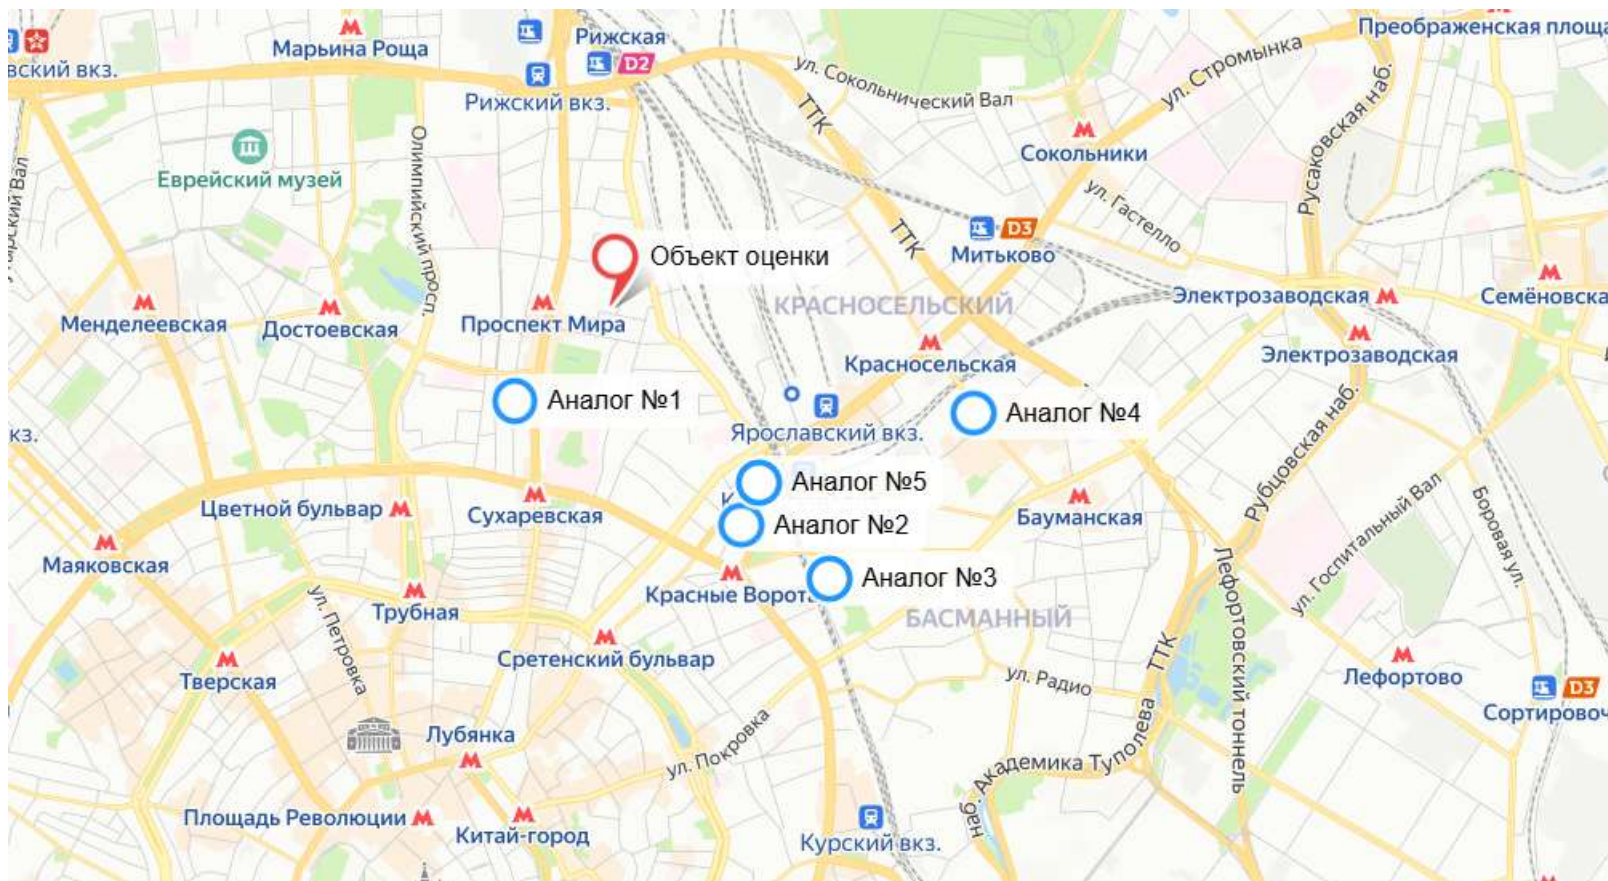 Преображенская площа
Рижская
Марьина Роща
D2
вский вкз.
ул. Стромынка
ул. Сокольнический Вал
Рижский вкз.
ТТК
Русаковская наб.
Олимпийский просп.
Сокольники
Еврейский музей
ул. Гастелло
D3
ТТК
Митьково
Объект оценки
КРАСНОСЕЛЬСКИЙ
Электрозаводская
Семёновска
Менделеевская
Достоевская
Проспект Мира
Красносельская
Электрозаводская
Аналог №1
Аналог №4
кз.
Ярославский вкз.
Рубцовская наб.
Аналог №5
ул. Госпитальный Вал
Боровая ул.
Цветной бульвар
Сухаревская
Аналог №2
Бауманская
Маяковская
Аналог №3
Красные Ворота
Трубная
ул. Петровка
БАСМАННЫЙ
Лефортовский тоннель
Сретенский бульвар
ТТК
ул. Радио
Тверская
Лефортово
D3
Сортировоч
Лубянка
ул. Покровка
наб. Академика Туполева
Площадь Революции
Китай-город
Курский вкз.